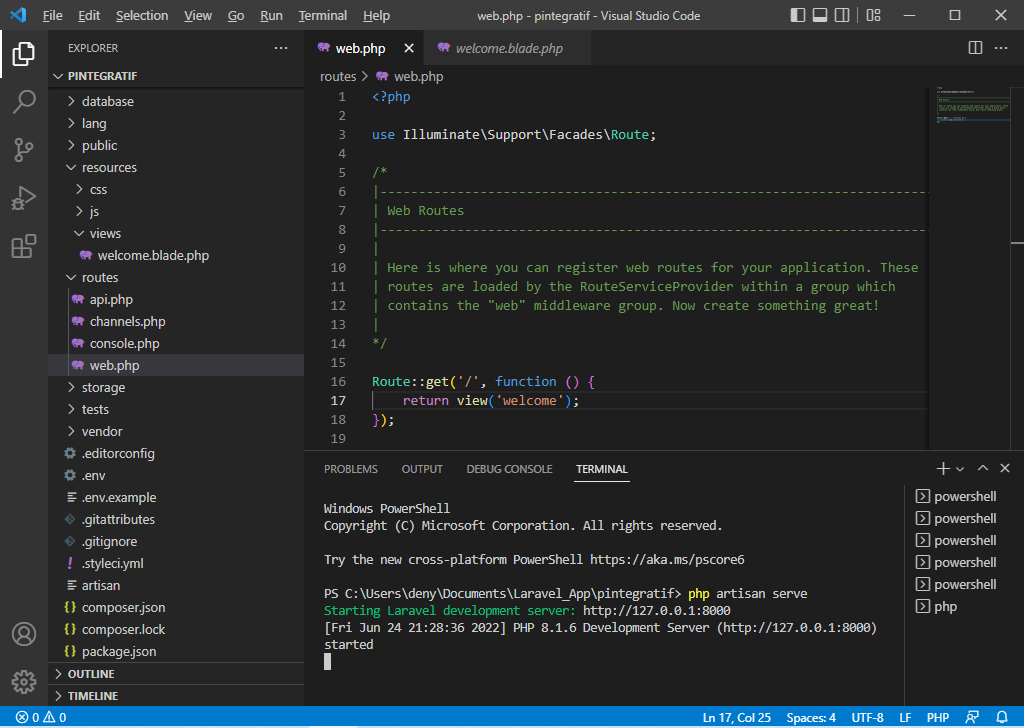 File Edit Selection View Go Run Terminal Help web.php - pintegratif - Visual Studio Code
EXPLORER
PINTEGRATIF
database
lang
public
resources
css
js
views
welcome.blade.php
routes
api.php
channels.php
console.php
web.php
storage
tests
vendor
.editorconfig
.env
.env.example
.gitattributes
.gitignore
.styleci.yml
artisan
composer.json
composer.lock
package.json
OUTLINE
TIMELINE
web.php welcome.blade.php
routes > web.php
1 <?php
2
3 use Illuminate\Support\Facades\Route;
4
5 /*
6 |-----------------------------------------------------------------------
7 | Web Routes
8 |-----------------------------------------------------------------------
9 |
10 | Here is where you can register web routes for your application. These
11 | routes are loaded by the RouteServiceProvider within a group which
12 | contains the "web" middleware group. Now create something great!
13 |
14 */
15
16 Route::get('/', function () {
17     return view('welcome');
18 });
19
PROBLEMS OUTPUT DEBUG CONSOLE TERMINAL
Windows PowerShell
Copyright (C) Microsoft Corporation. All rights reserved.
Try the new cross-platform PowerShell https://aka.ms/pscore6
PS C:\Users\deny\Documents\Laravel_App\pintegratif> php artisan serve
Starting Laravel development server: http://127.0.0.1:8000
[Fri Jun 24 21:28:36 2022] PHP 8.1.6 Development Server (http://127.0.0.1:8000)
started
powershell
powershell
powershell
powershell
powershell
php
0 0 Ln 17, Col 25 Spaces: 4 UTF-8 LF PHP